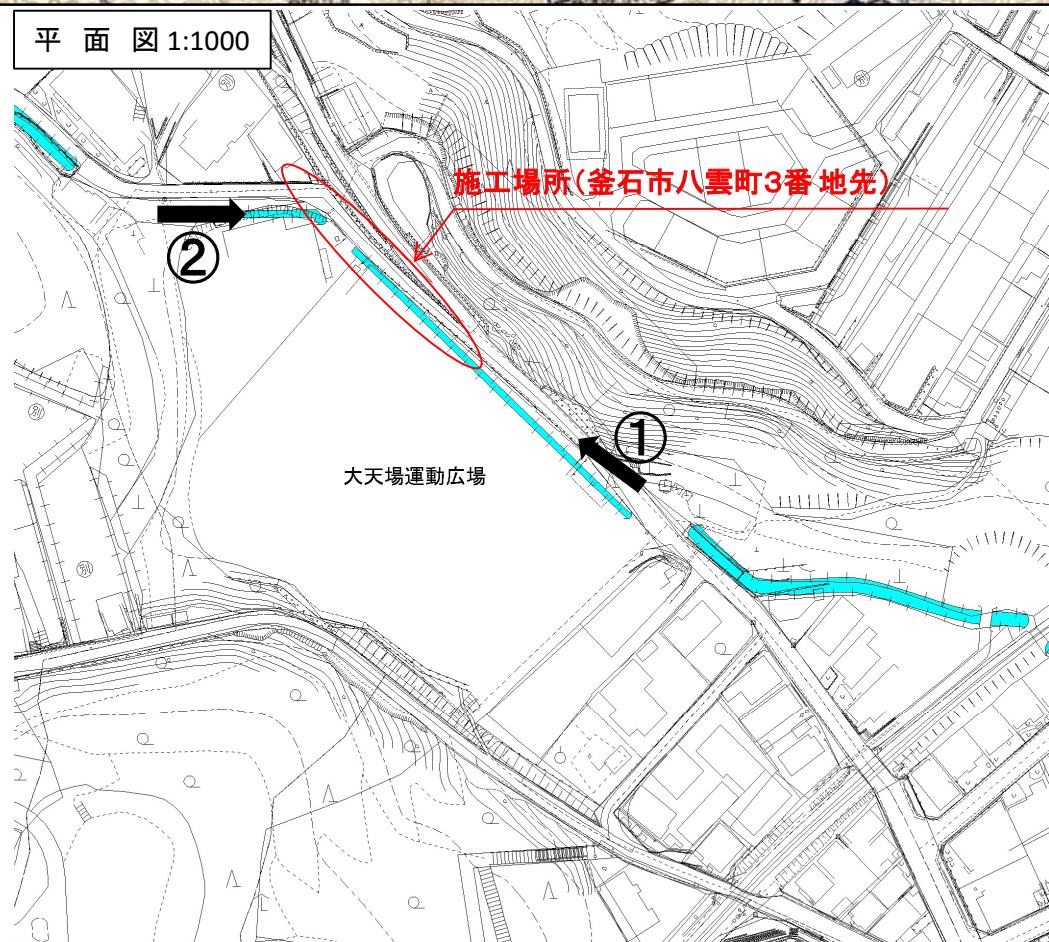 平 面 図 1:1000
施工場所(釜石市八雲町3番 地先)
②
①
大天場運動広場